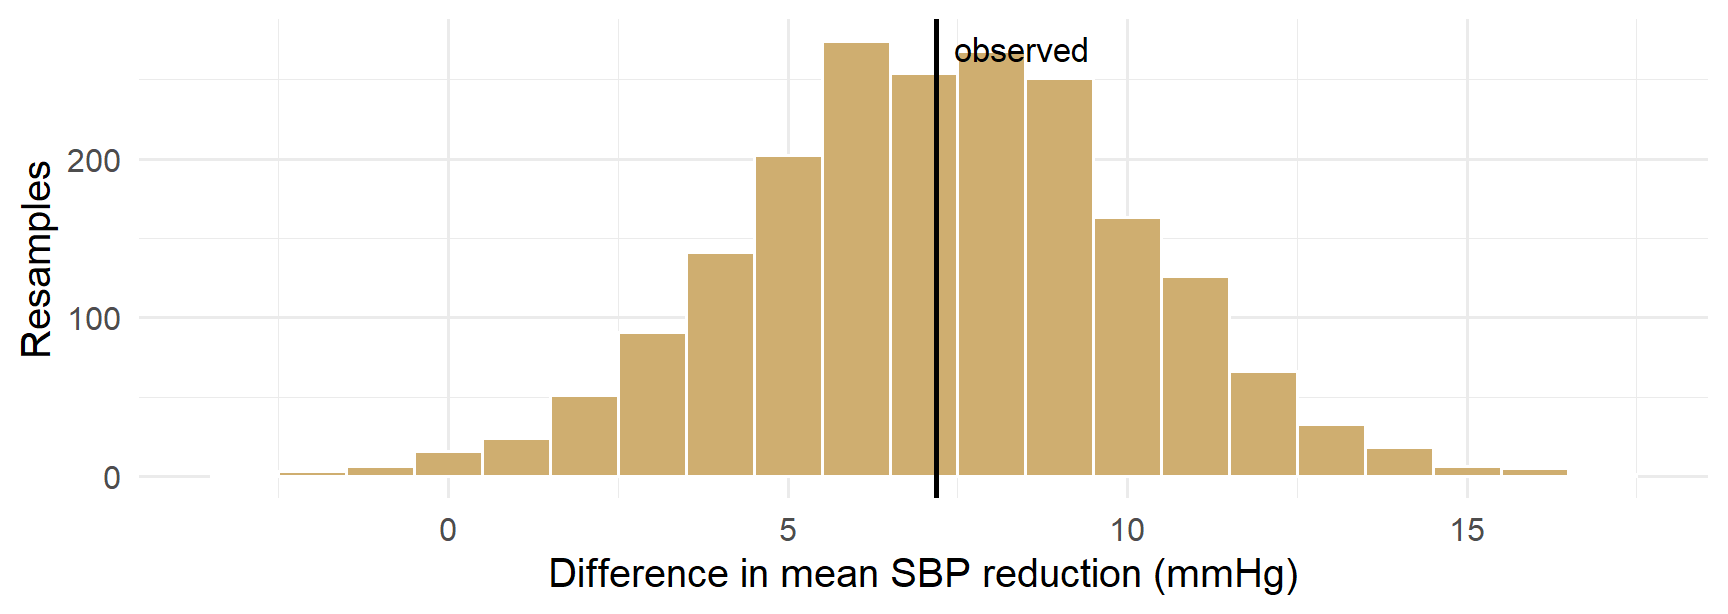 observed
Resamples
200
100
0
0 5 10 15
Difference in mean SBP reduction (mmHg)